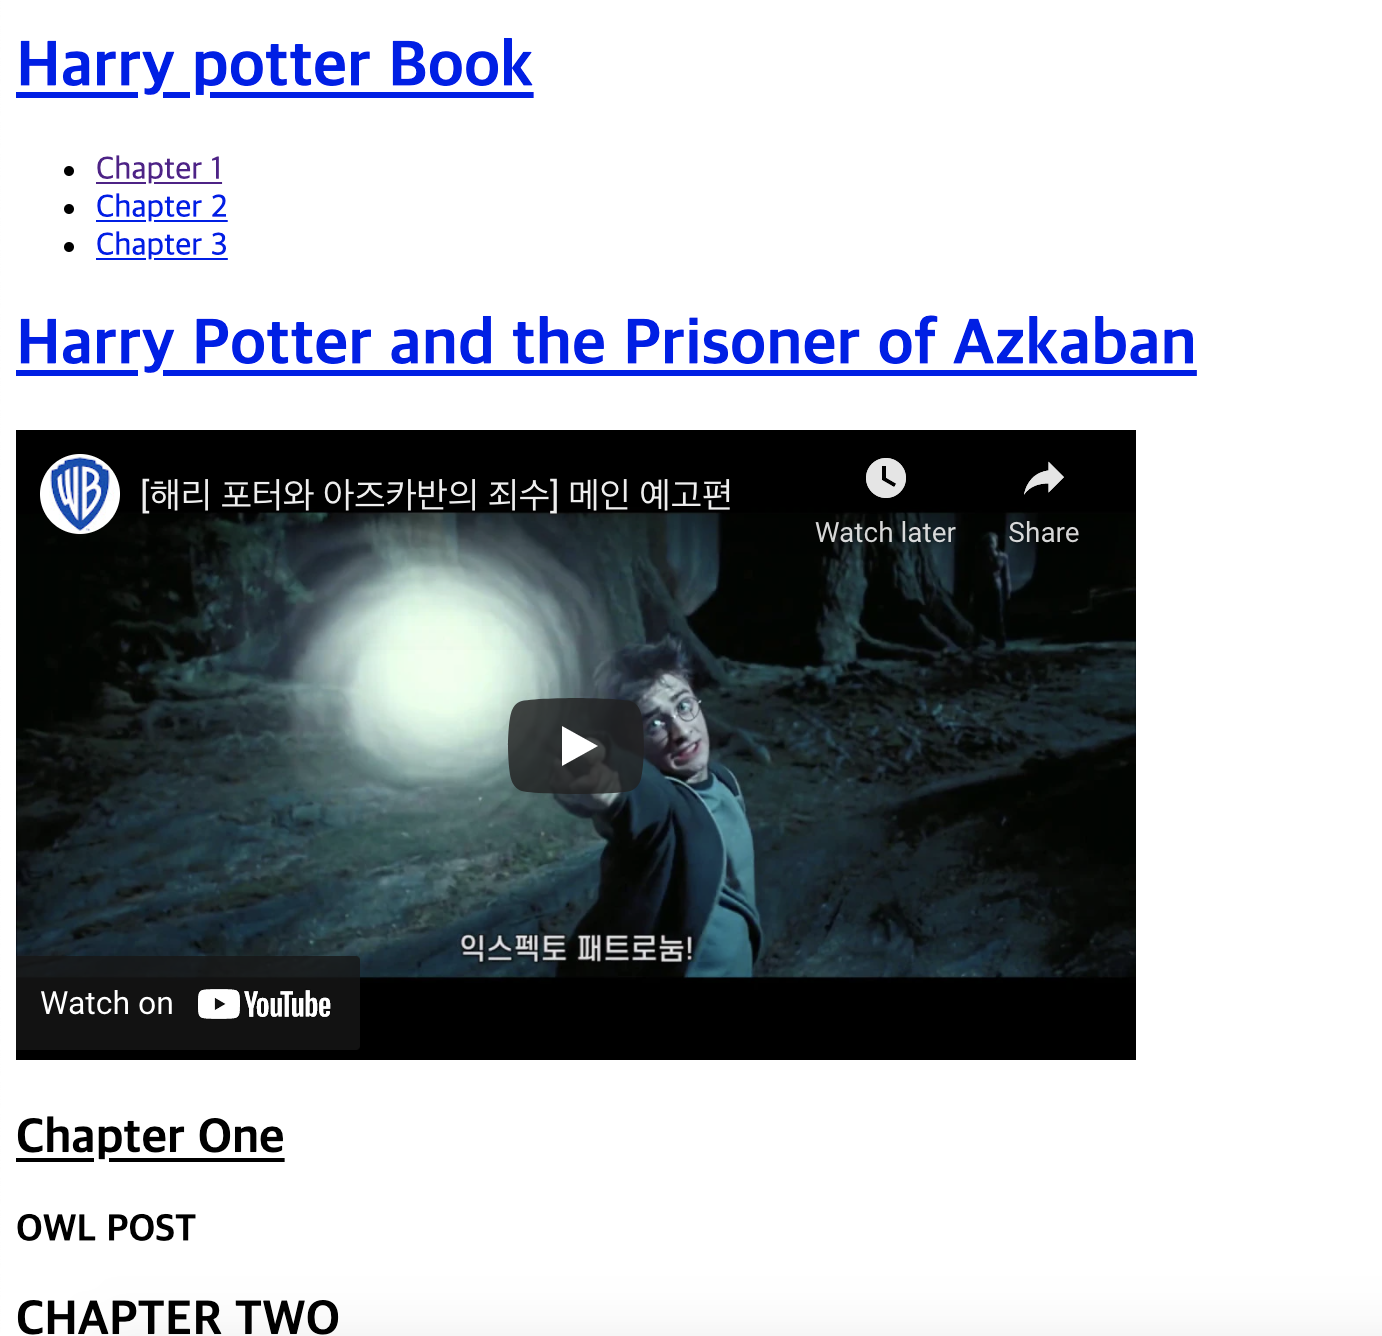 Harry potter Book
Chapter 1
Chapter 2
Chapter 3
Harry Potter and the Prisoner of Azkaban
WB
[해리 포터와 아즈카반의 죄수] 메인 예고편
Watch later
Share
익스펙토 패트로눔!
Watch on YouTube
Chapter One
OWL POST
CHAPTER TWO